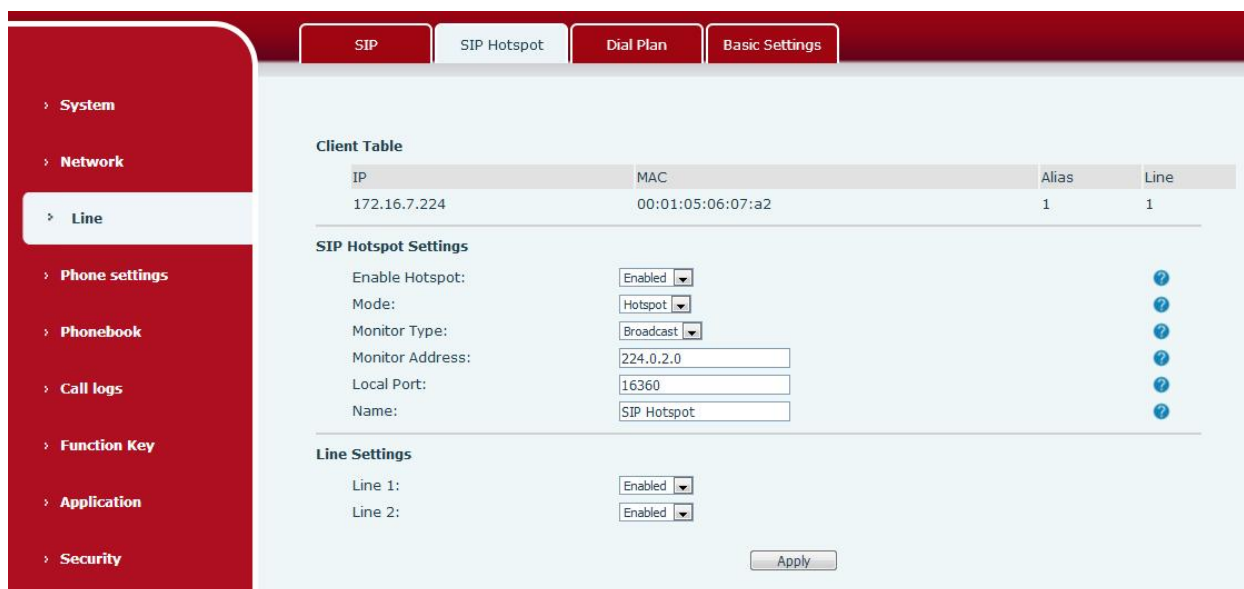 SIP SIP Hotspot Dial Plan Basic Settings
› System
› Network
› Line
› Phone settings
› Phonebook
› Call logs
› Function Key
› Application
› Security
Client Table
IP MAC Alias Line
172.16.7.224 00:01:05:06:07:a2 1 1
SIP Hotspot Settings
Enable Hotspot: Enabled ?
Mode: Hotspot ?
Monitor Type: Broadcast ?
Monitor Address: 224.0.2.0 ?
Local Port: 16360 ?
Name: SIP Hotspot ?
Line Settings
Line 1: Enabled
Line 2: Enabled
Apply